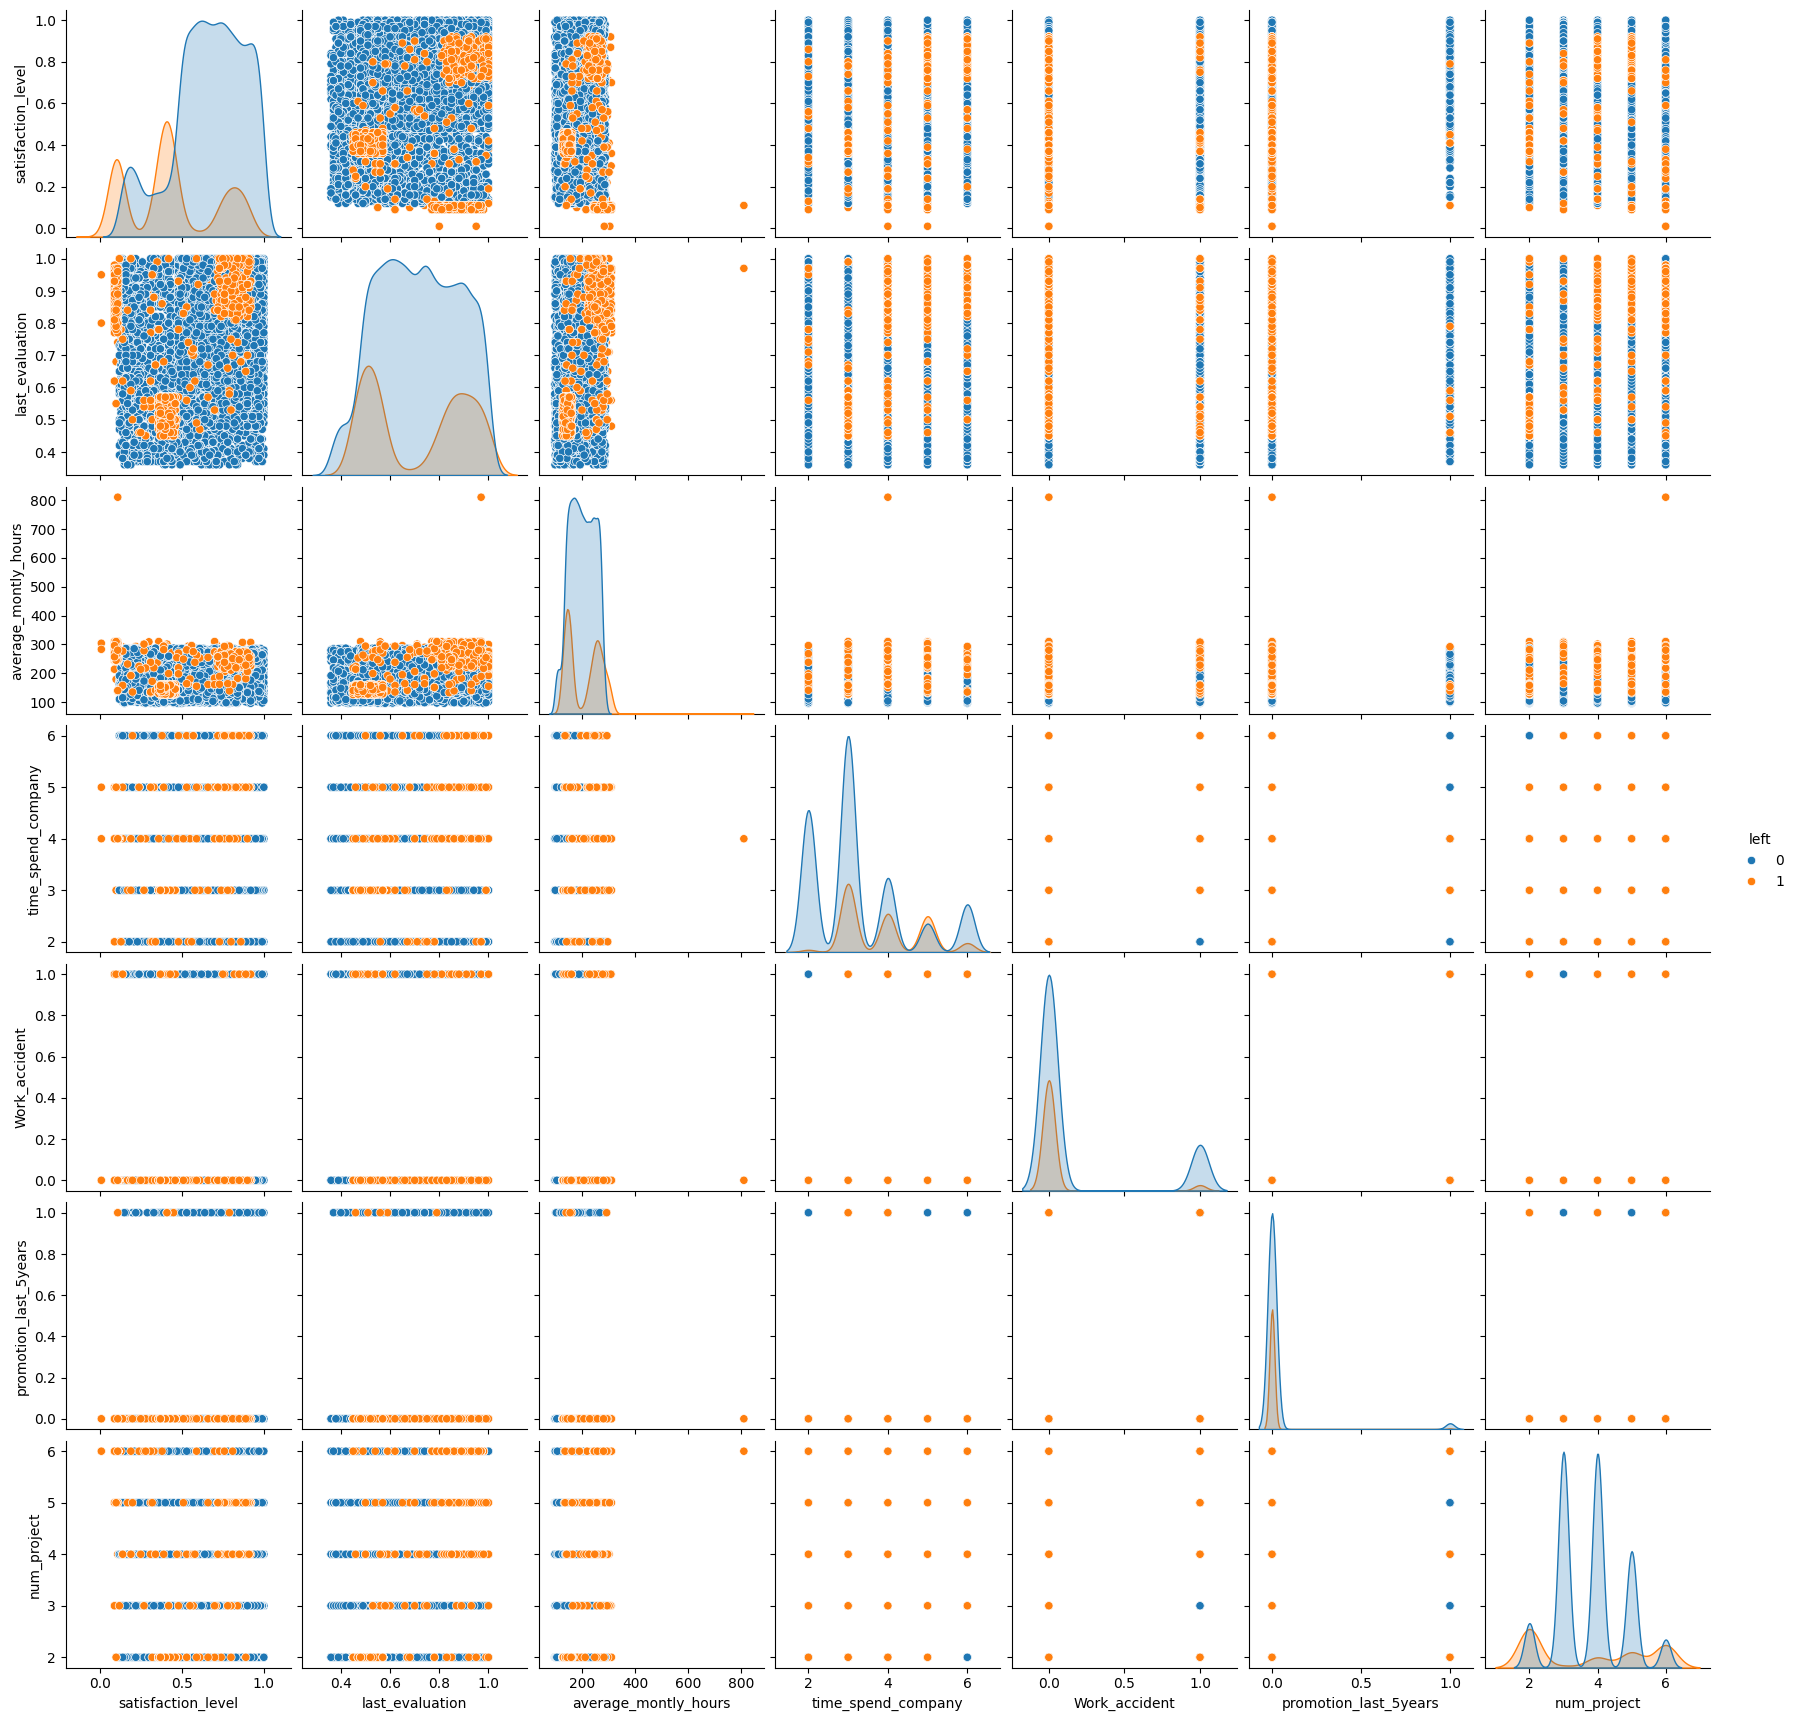 1.0
0.8
0.6
0.4
0.2
0.0
satisfaction_level
1.0
0.9
0.8
0.7
0.6
0.5
0.4
last_evaluation
800
700
600
500
400
300
200
100
average_montly_hours
6
5
4
3
2
time_spend_company
1.0
0.8
0.6
0.4
0.2
0.0
Work_accident
1.0
0.8
0.6
0.4
0.2
0.0
promotion_last_5years
6
5
4
3
2
num_project
0.0 0.5 1.0
satisfaction_level
0.4 0.6 0.8 1.0
last_evaluation
200 400 600 800
average_montly_hours
2 4 6
time_spend_company
0.0 0.5 1.0
Work_accident
0.0 0.5 1.0
promotion_last_5years
2 4 6
num_project
left
0
1